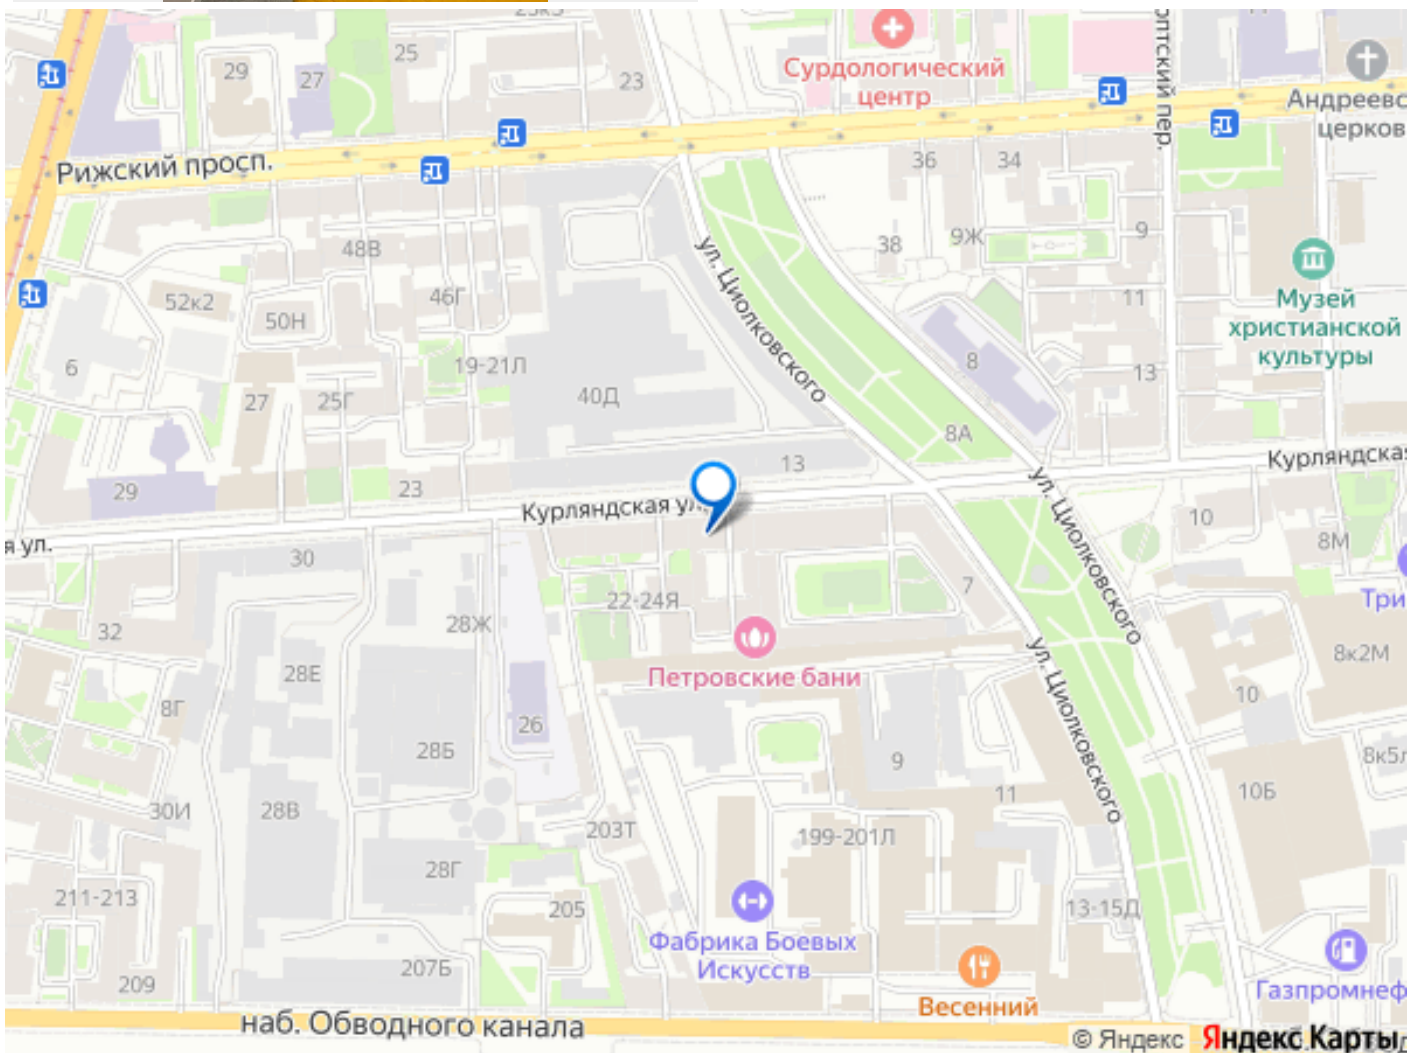 25
29
27
23
Сурдологический
центр
Андреевс
церков
Рижский просп.
36
34
48В
38
9Ж
9
ул. Циолковского
52к2
46Г
50Н
11
Музей
христианской
культуры
6
19-21Л
8
13
27
25Г
40Д
8А
13
Курляндская
29
23
Курляндская ул.
ул. Циолковского
10
я ул.
30
8М
22-24Я
7
Три
28Ж
32
ул. Циолковского
8к2М
28Е
Петровские бани
10
8Г
26
28Б
9
8к5л
11
10Б
30И
28В
203Т
199-201Л
28Г
211-213
205
13-15Д
Фабрика Боевых
Искусств
207Б
209
Весенний
Газпромнеф
наб. Обводного канала
© Яндекс Яндекс Карты